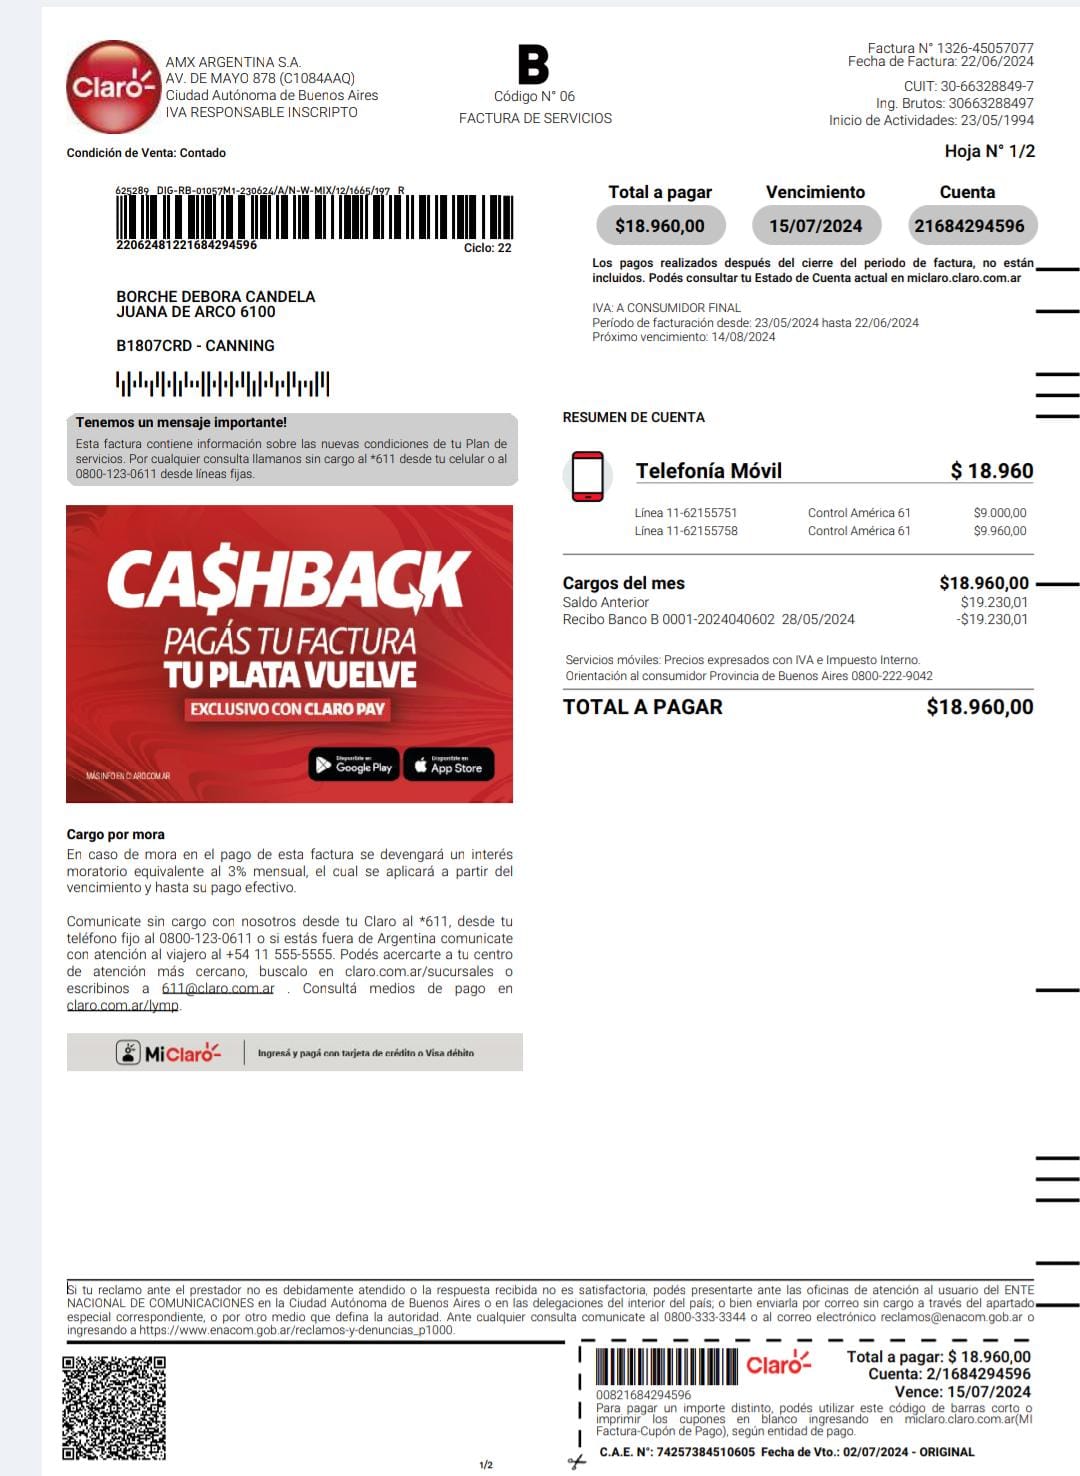 Claro
AMX ARGENTINA S.A.
AV. DE MAYO 878 (C1084AAQ)
Ciudad Autónoma de Buenos Aires
IVA RESPONSABLE INSCRIPTO
Condición de Venta: Contado
B
Código N° 06
FACTURA DE SERVICIOS
Factura N° 1326-45057077
Fecha de Factura: 22/06/2024
CUIT: 30-66328849-7
Ing. Brutos: 30663288497
Inicio de Actividades: 23/05/1994
Hoja N° 1/2
625289 DIG-RB-01057M1-230624/A/N-W-MIX/12/1665/197 R
22062481221684294596
Ciclo: 22
Total a pagar
$18.960,00
Vencimiento
15/07/2024
Cuenta
21684294596
Los pagos realizados después del cierre del periodo de factura, no están
incluidos. Podés consultar tu Estado de Cuenta actual en miclaro.claro.com.ar
BORCHE DEBORA CANDELA
JUANA DE ARCO 6100
B1807CRD - CANNING
IVA: A CONSUMIDOR FINAL
Período de facturación desde: 23/05/2024 hasta 22/06/2024
Próximo vencimiento: 14/08/2024
Tenemos un mensaje importante!
Esta factura contiene información sobre las nuevas condiciones de tu Plan de
servicios. Por cualquier consulta llamanos sin cargo al *611 desde tu celular o al
0800-123-0611 desde líneas fijas.
CA$HBACK
PAGÁS TU FACTURA
TU PLATA VUELVE
EXCLUSIVO CON CLARO PAY
Disponible en
Google Play
Disponible en
App Store
MÁS INFO EN CLARO.COM.AR
RESUMEN DE CUENTA
Telefonía Móvil $ 18.960
Línea 11-62155751 Control América 61 $9.000,00
Línea 11-62155758 Control América 61 $9.960,00
Cargos del mes $18.960,00
Saldo Anterior $19.230,01
Recibo Banco B 0001-2024040602 28/05/2024 -$19.230,01
Servicios móviles: Precios expresados con IVA e Impuesto Interno.
Orientación al consumidor Provincia de Buenos Aires 0800-222-9042
TOTAL A PAGAR $18.960,00
Cargo por mora
En caso de mora en el pago de esta factura se devengará un interés
moratorio equivalente al 3% mensual, el cual se aplicará a partir del
vencimiento y hasta su pago efectivo.
Comunicate sin cargo con nosotros desde tu Claro al *611, desde tu
teléfono fijo al 0800-123-0611 o si estás fuera de Argentina comunicate
con atención al viajero al +54 11 555-5555. Podés acercarte a tu centro
de atención más cercano, buscalo en claro.com.ar/sucursales o
escribinos a 611@claro.com.ar . Consultá medios de pago en
claro.com.ar/lymp.
MiClaro
Ingresá y pagá con tarjeta de crédito o Visa débito
Si tu reclamo ante el prestador no es debidamente atendido o la respuesta recibida no es satisfactoria, podés presentarte ante las oficinas de atención al usuario del ENTE
NACIONAL DE COMUNICACIONES en la Ciudad Autónoma de Buenos Aires o en las delegaciones del interior del país; o bien enviarla por correo sin cargo a través del apartado
especial correspondiente, o por otro medio que defina la autoridad. Ante cualquier consulta comunicate al 0800-333-3344 o al correo electrónico reclamos@enacom.gob.ar o
ingresando a https://www.enacom.gob.ar/reclamos-y-denuncias_p1000.
00821684294596
Claro
Total a pagar: $ 18.960,00
Cuenta: 2/1684294596
Vence: 15/07/2024
Para pagar un importe distinto, podés utilizar este código de barras corto o
imprimir los cupones en blanco ingresando en miclaro.claro.com.ar(MI
Factura-Cupón de Pago), según entidad de pago.
C.A.E. N°: 74257384510605 Fecha de Vto.: 02/07/2024 - ORIGINAL
1/2